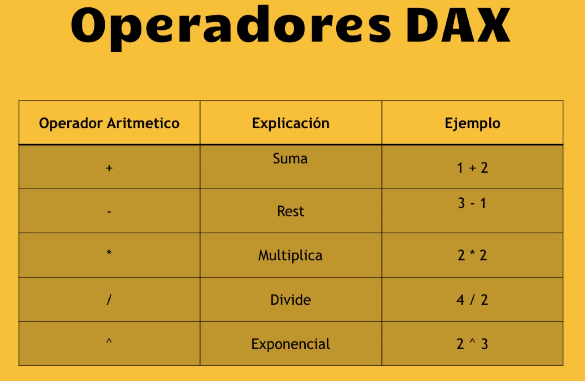 Operadores DAX
Operador Aritmetico Explicación Ejemplo
+ Suma 1 + 2
- Rest 3 - 1
* Multiplica 2 * 2
/ Divide 4 / 2
^ Exponencial 2 ^ 3